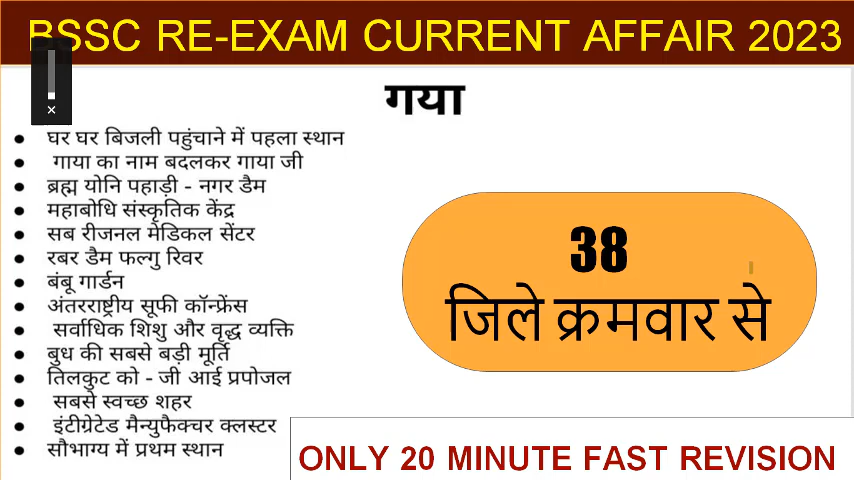 BSSC RE-EXAM CURRENT AFFAIR 2023
गया
घर घर बिजली पहुंचाने में पहला स्थान
गाया का नाम बदलकर गाया जी
ब्रह्म योनि पहाड़ी - नगर डैम
महाबोधि संस्कृतिक केंद्र
सब रीजनल मेडिकल सेंटर
रबर डैम फल्गु रिवर
बंबू गार्डन
अंतरराष्ट्रीय सूफी कॉन्फ्रेंस
सर्वाधिक शिशु और वृद्ध व्यक्ति
बुध की सबसे बड़ी मूर्ति
तिलकुट को - जी आई प्रपोजल
सबसे स्वच्छ शहर
इंटीग्रेटेड मैन्युफैक्चर क्लस्टर
सौभाग्य में प्रथम स्थान
38
जिले क्रमवार से
ONLY 20 MINUTE FAST REVISION